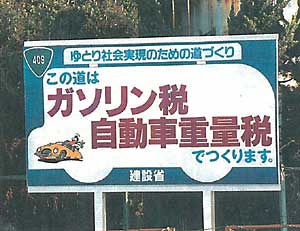 409
ゆとり社会実現のための道づくり
この道は
ガソリン税
自動車重量税
でつくります。
建設省